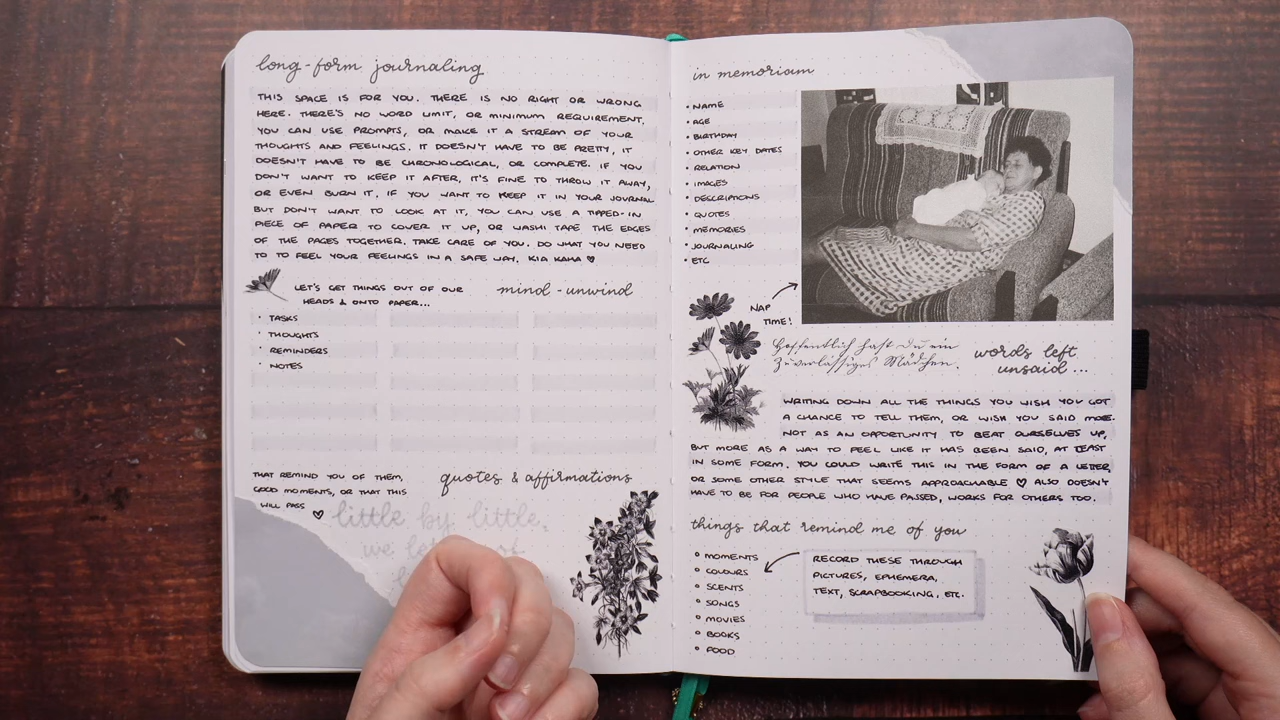 long-form journaling
THIS SPACE IS FOR YOU. THERE IS NO RIGHT OR WRONG
HERE. THERE'S NO WORD LIMIT, OR MINIMUM REQUIREMENT,
YOU CAN USE PROMPTS, OR MAKE IT A STREAM OF YOUR
THOUGHTS AND FEELINGS. IT DOESN'T HAVE TO BE PRETTY, IT
DOESN'T HAVE TO BE CHRONOLOGICAL, OR COMPLETE. IF YOU
DON'T WANT TO KEEP IT AFTER, IT'S FINE TO THROW IT AWAY,
OR EVEN BURN IT. IF YOU WANT TO KEEP IT IN YOUR JOURNAL
BUT DON'T WANT TO LOOK AT IT, YOU CAN USE A TIPPED-IN
PIECE OF PAPER TO COVER IT UP, OR WASHI TAPE THE EDGES
OF THE PAGES TOGETHER. TAKE CARE OF YOU. DO WHAT YOU NEED
TO TO FEEL YOUR FEELINGS IN A SAFE WAY. KIA KAHA ♡
LET'S GET THINGS OUT OF OUR
HEADS & ONTO PAPER...
mind-unwind
• TASKS
• THOUGHTS
• REMINDERS
• NOTES
THAT REMIND YOU OF THEM,
GOOD MOMENTS, OR THAT THIS
WILL PASS ♡
quotes & affirmations
little by little,
we let
in memoriam
• NAME
• AGE
• BIRTHDAY
• OTHER KEY DATES
• RELATION
• IMAGES
• DESCRIPTIONS
• QUOTES
• MEMORIES
• JOURNALING
• ETC
NAP
TIME!
Hoffentlich hast Du ein
Zuverlässiges Mädchen.
words left
unsaid...
WRITING DOWN ALL THE THINGS YOU WISH YOU GOT
A CHANCE TO TELL THEM, OR WISH YOU SAID MORE.
NOT AS AN OPORTUNITY TO BEAT OURSELVES UP,
BUT MORE AS A WAY TO FEEL LIKE IT HAS BEEN SAID, AT LEAST
IN SOME FORM. YOU COULD WRITE THIS IN THE FORM OF A LETTER,
OR SOME OTHER STYLE THAT SEEMS APPROACHABLE ♡ ALSO DOESN'T
HAVE TO BE FOR PEOPLE WHO HAVE PASSED, WORKS FOR OTHERS TOO.
things that remind me of you
° MOMENTS
° COLOURS
° SCENTS
° SONGS
° MOVIES
° BOOKS
° FOOD
RECORD THESE THROUGH
PICTURES, EPHEMERA,
TEXT, SCRAPBOOKING, ETC.